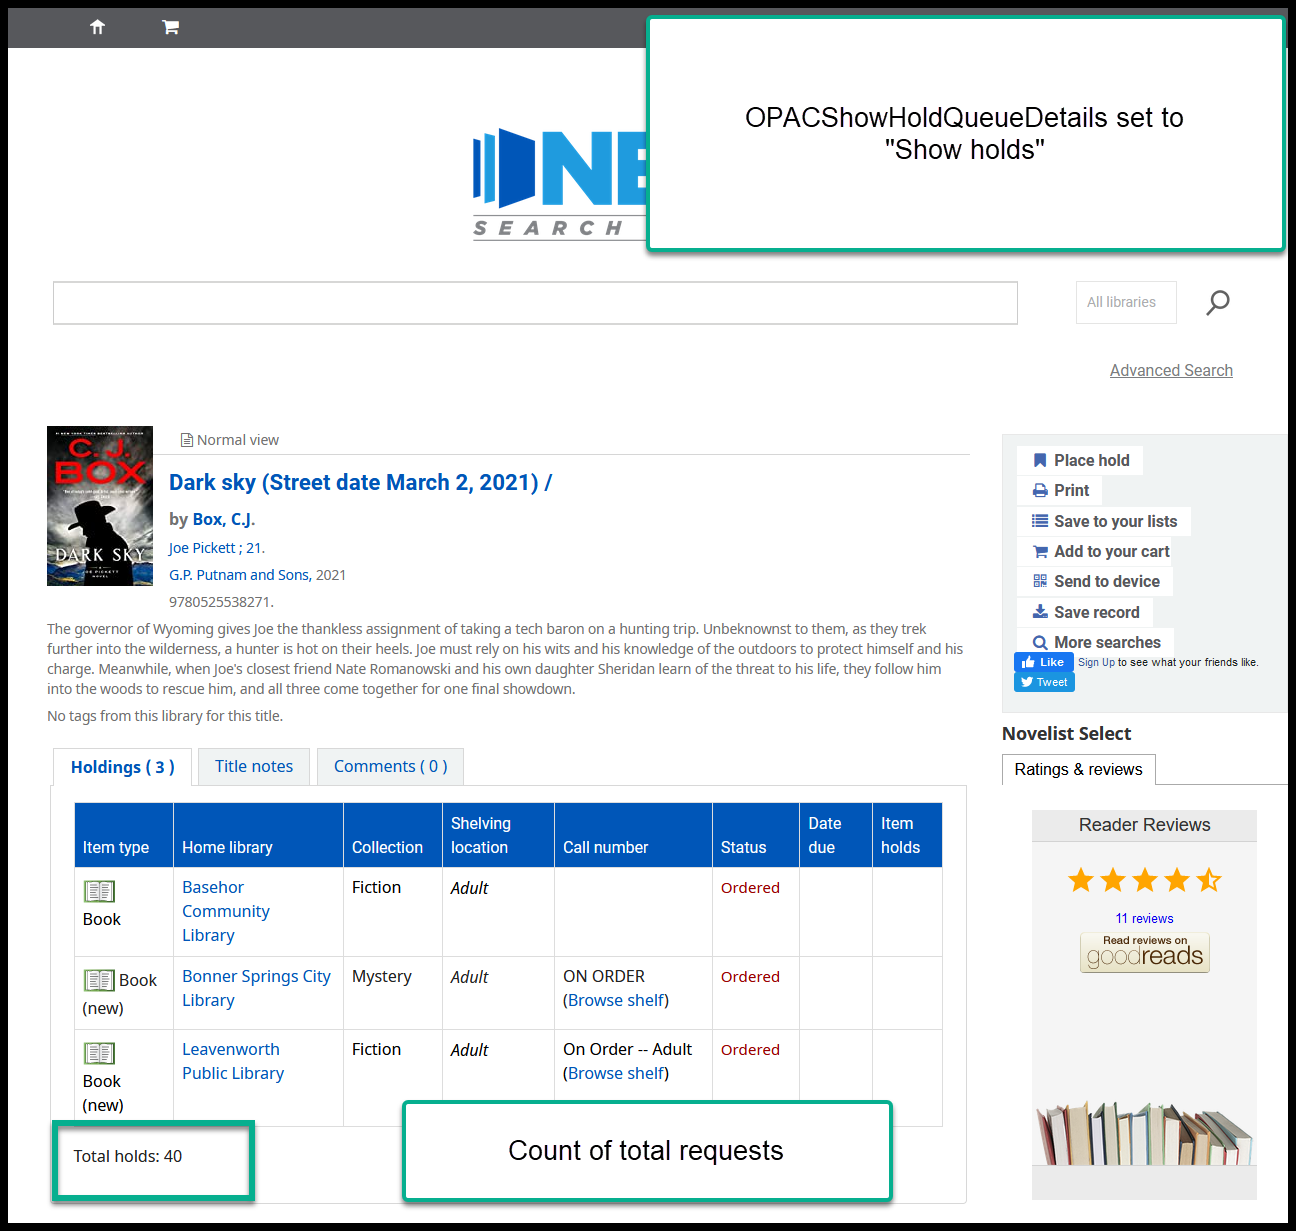 OPACShowHoldQueueDetails set to
"Show holds"
NE
SEARCH
All libraries
Advanced Search
C.J.
BOX
DARK SKY
A
JOE PICKETT
NOVEL
Normal view
Dark sky (Street date March 2, 2021) /
by Box, C.J.
Joe Pickett ; 21.
G.P. Putnam and Sons, 2021
9780525538271.
The governor of Wyoming gives Joe the thankless assignment of taking a tech baron on a hunting trip. Unbeknownst to them, as they trek
further into the wilderness, a hunter is hot on their heels. Joe must rely on his wits and his knowledge of the outdoors to protect himself and his
charge. Meanwhile, when Joe's closest friend Nate Romanowski and his own daughter Sheridan learn of the threat to his life, they follow him
into the woods to rescue him, and all three come together for one final showdown.
No tags from this library for this title.
Place hold
Print
Save to your lists
Add to your cart
Send to device
Save record
More searches
Like Sign Up to see what your friends like.
Tweet
Novelist Select
Ratings & reviews
Reader Reviews
11 reviews
Read reviews on
goodreads
Holdings ( 3 ) Title notes Comments ( 0 )
Item type Home library Collection Shelving location Call number Status Date due Item holds
Book
Basehor
Community
Library
Fiction
Adult
Ordered
Book
(new)
Bonner Springs City
Library
Mystery
Adult
ON ORDER
(Browse shelf)
Ordered
Book
(new)
Leavenworth
Public Library
Fiction
Adult
On Order -- Adult
(Browse shelf)
Ordered
Total holds: 40
Count of total requests